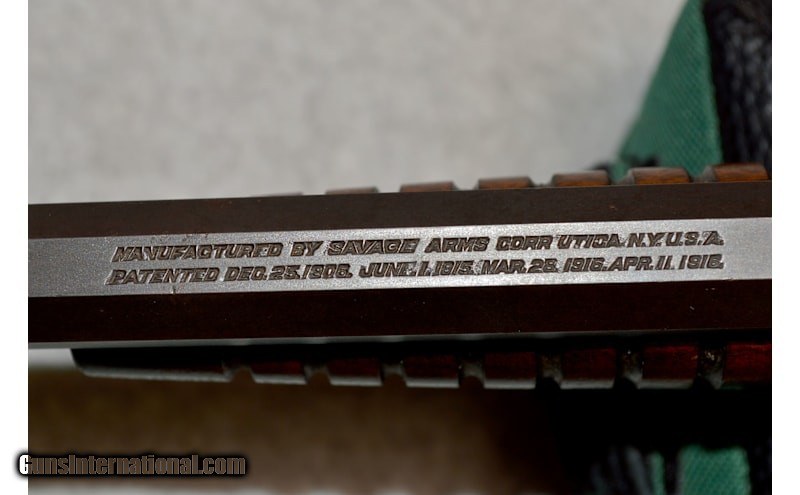 MANUFACTURED BY SAVAGE ARMS CORP. UTICA. N.Y. U.S.A.
PATENTED DEC. 25. 1906. JUNE. 1. 1915. MAR. 28. 1916. APR. 11. 1916.
GunsInternational.com